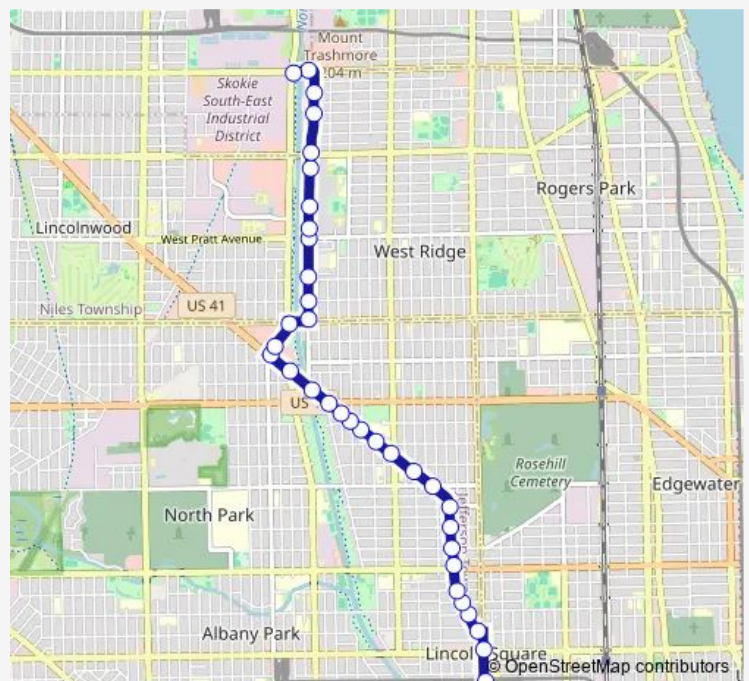 Mount
Trashmore
204 m
Skokie
South-East
Industrial
District
Rogers Park
Lincolnwood
West Pratt Avenue
West Ridge
US 41
Niles Township
US
Rosehill
Cemetery
Edgewater
North Park
Albany Park
Lincoln Square
© OpenStreetMap contributors